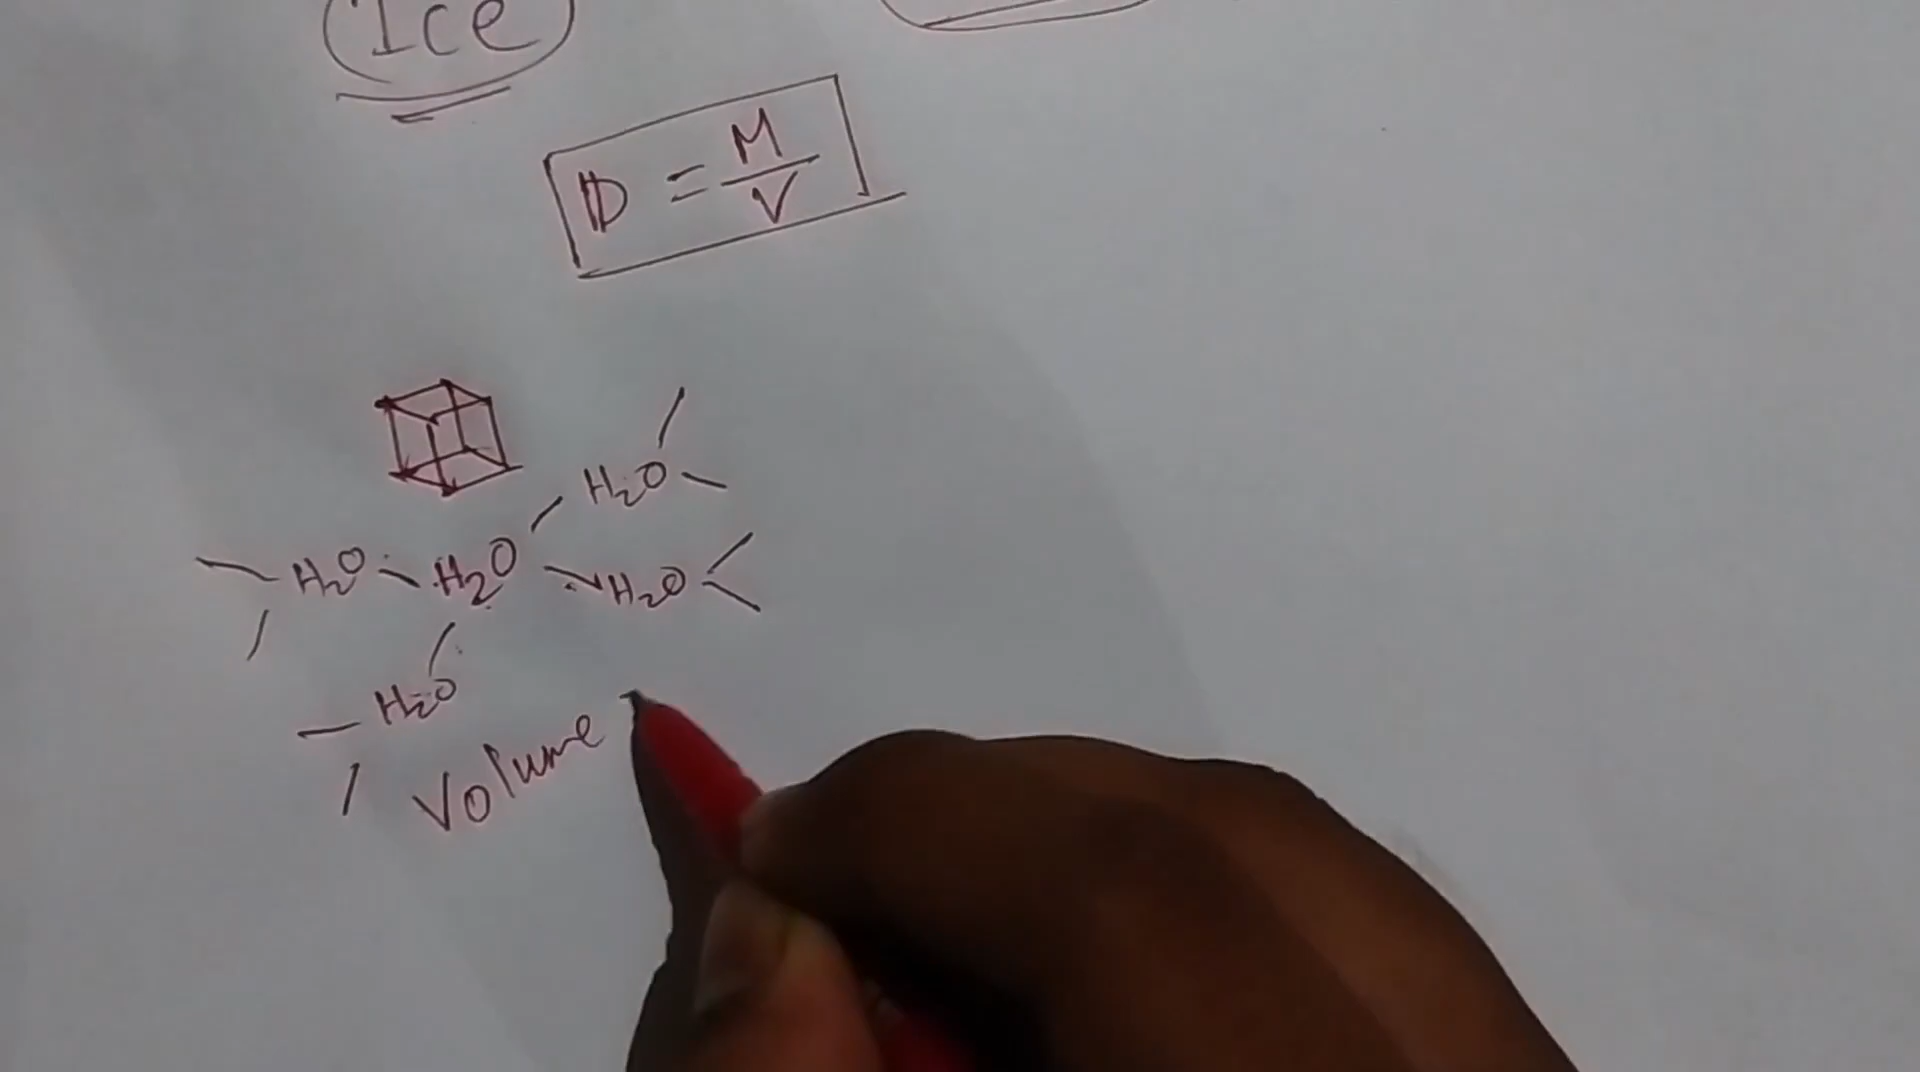 Ice
D = M/V
H₂O
H₂O H₂O H₂O
H₂O
Volume